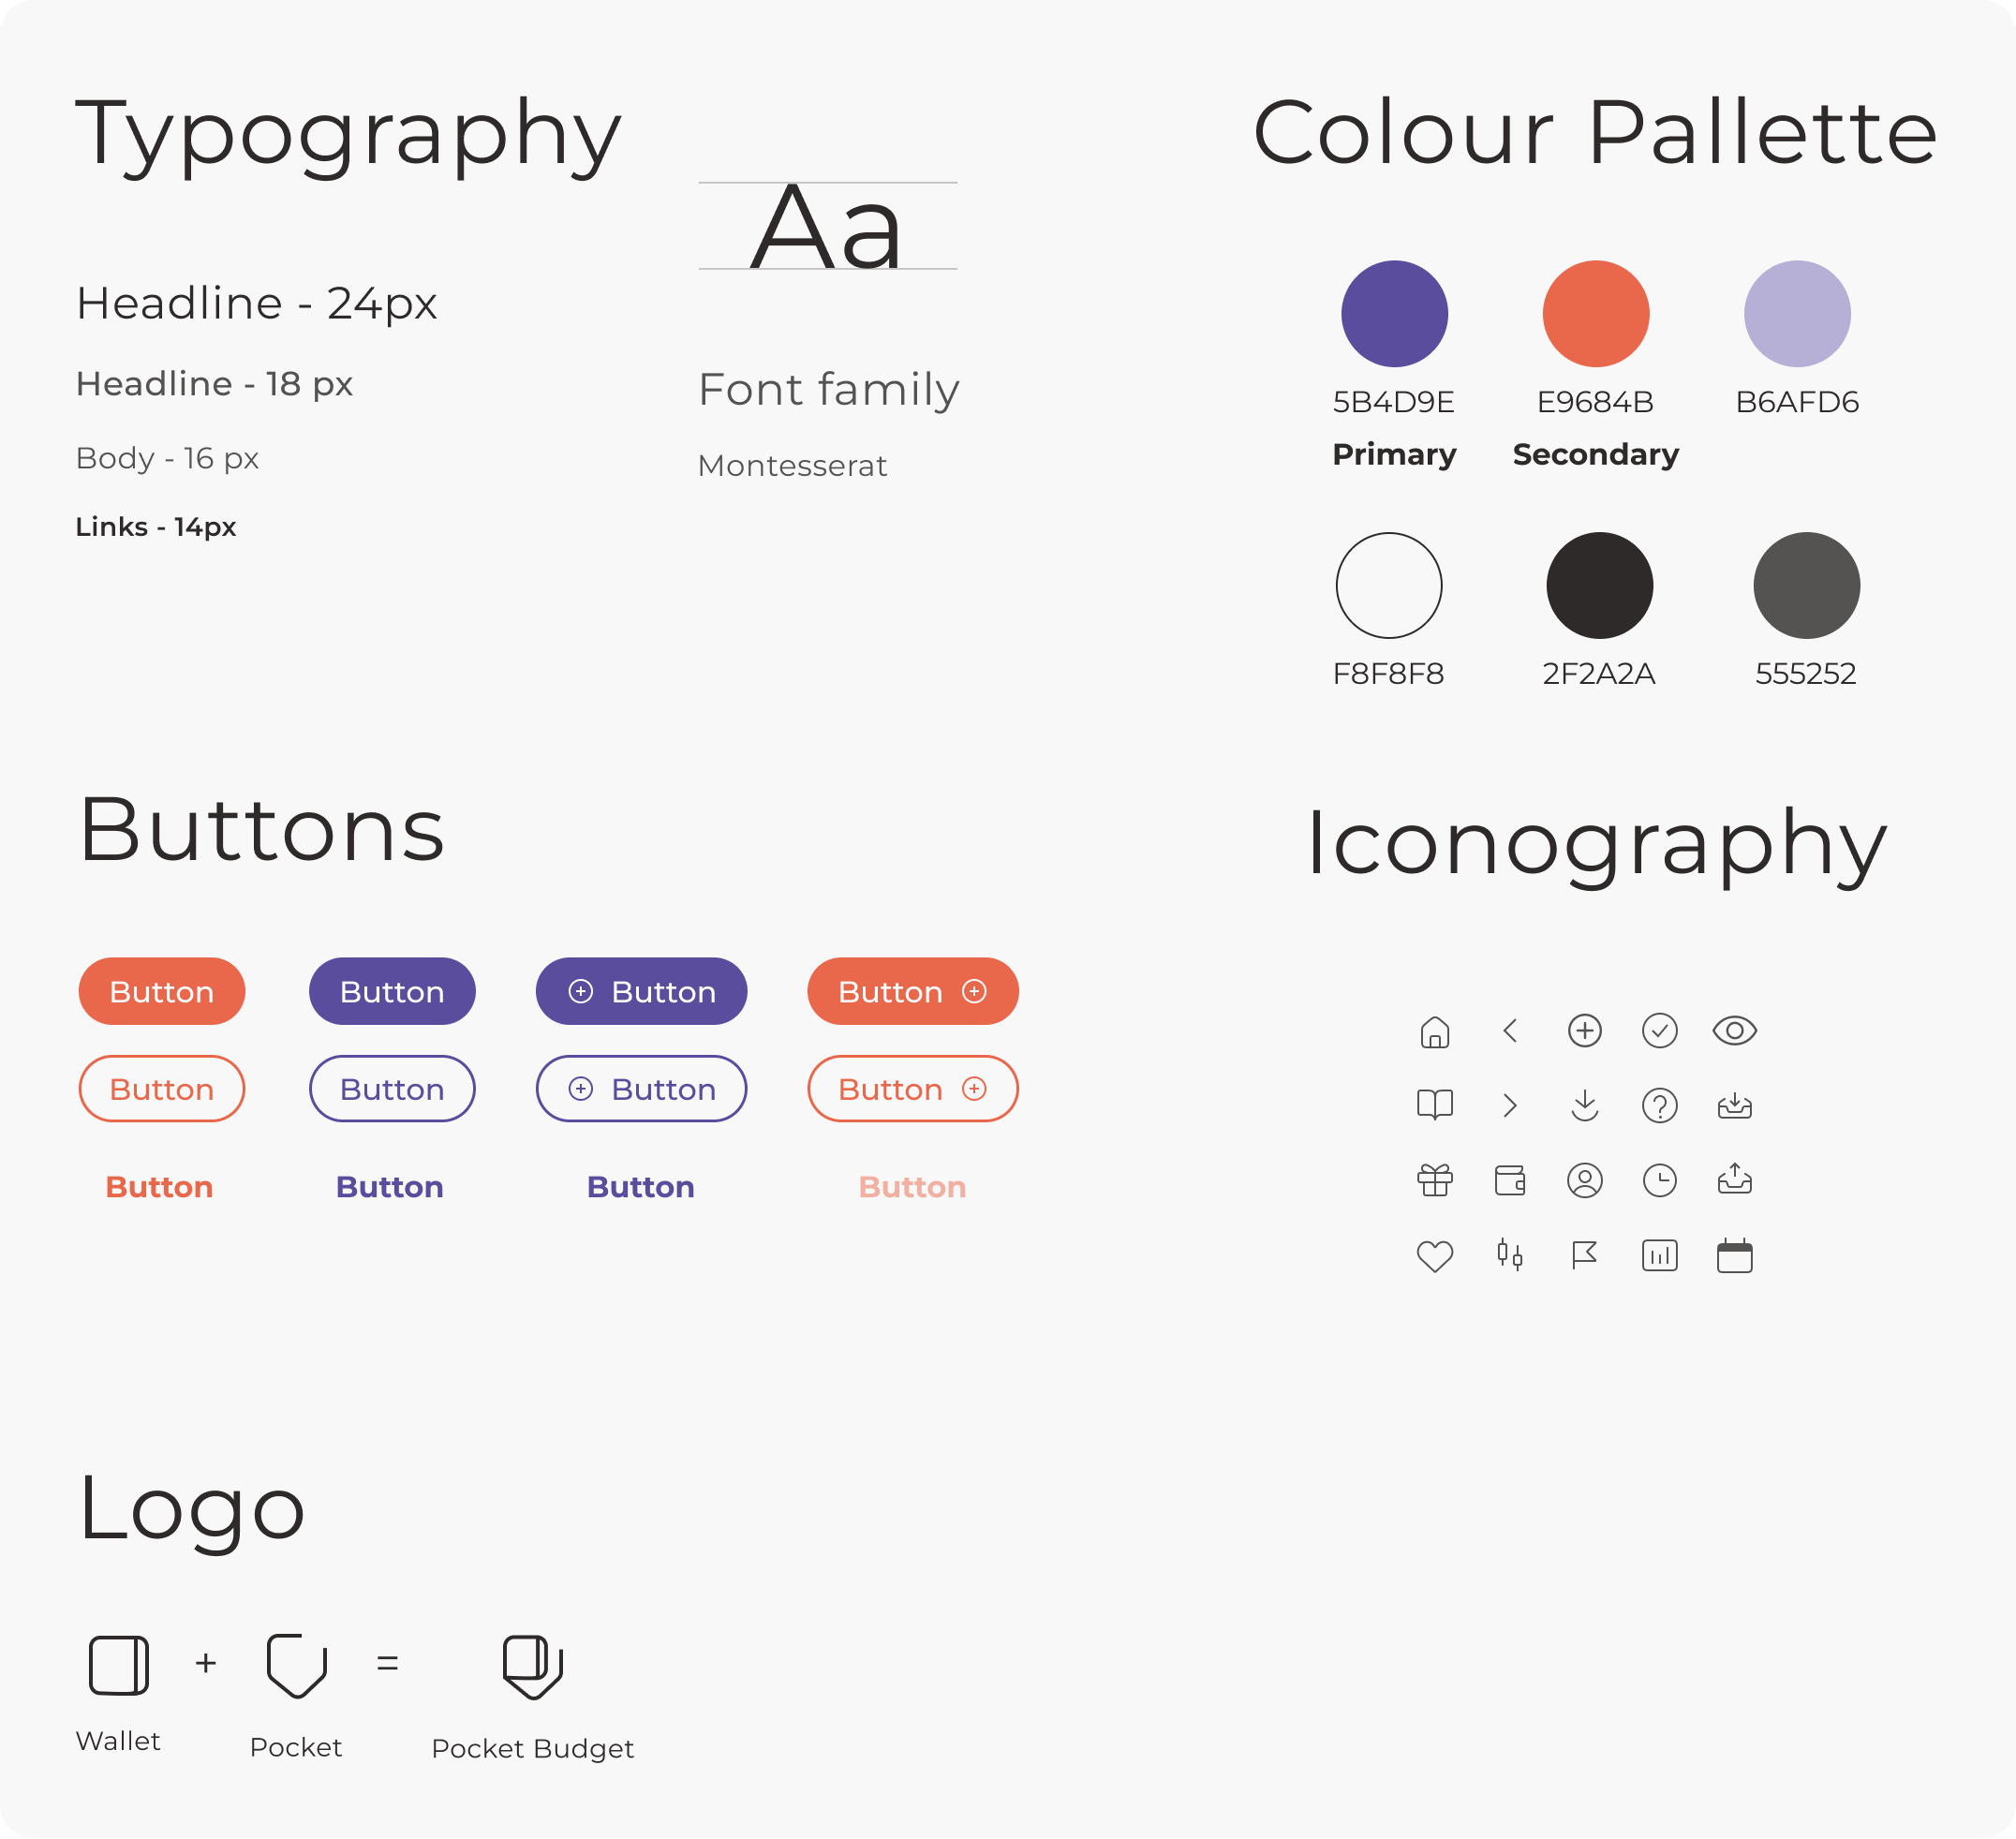 Typography
Aa
Headline - 24px
Headline - 18 px
Body - 16 px
Links - 14px
Font family
Montesserat
Colour Pallette
5B4D9E
E9684B
B6AFD6
Primary
Secondary
F8F8F8
2F2A2A
555252
Buttons
Button
Button
Button
Button
Button
Button
Button
Button
Button
Button
Button
Button
Iconography
Logo
+
=
Wallet
Pocket
Pocket Budget